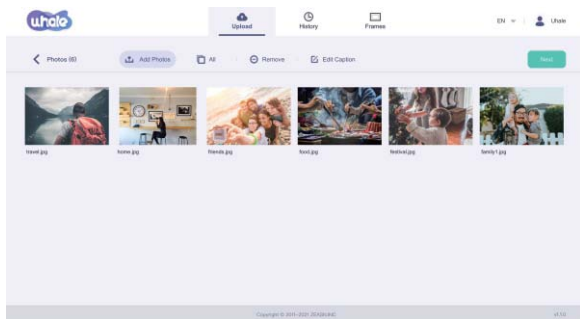 uhale
Upload
History
Frames
EN
Uhale
Photos (6)
Add Photos
All
Remove
Edit Caption
Next
travel.jpg
home.jpg
friends.jpg
food.jpg
festival.jpg
family1.jpg